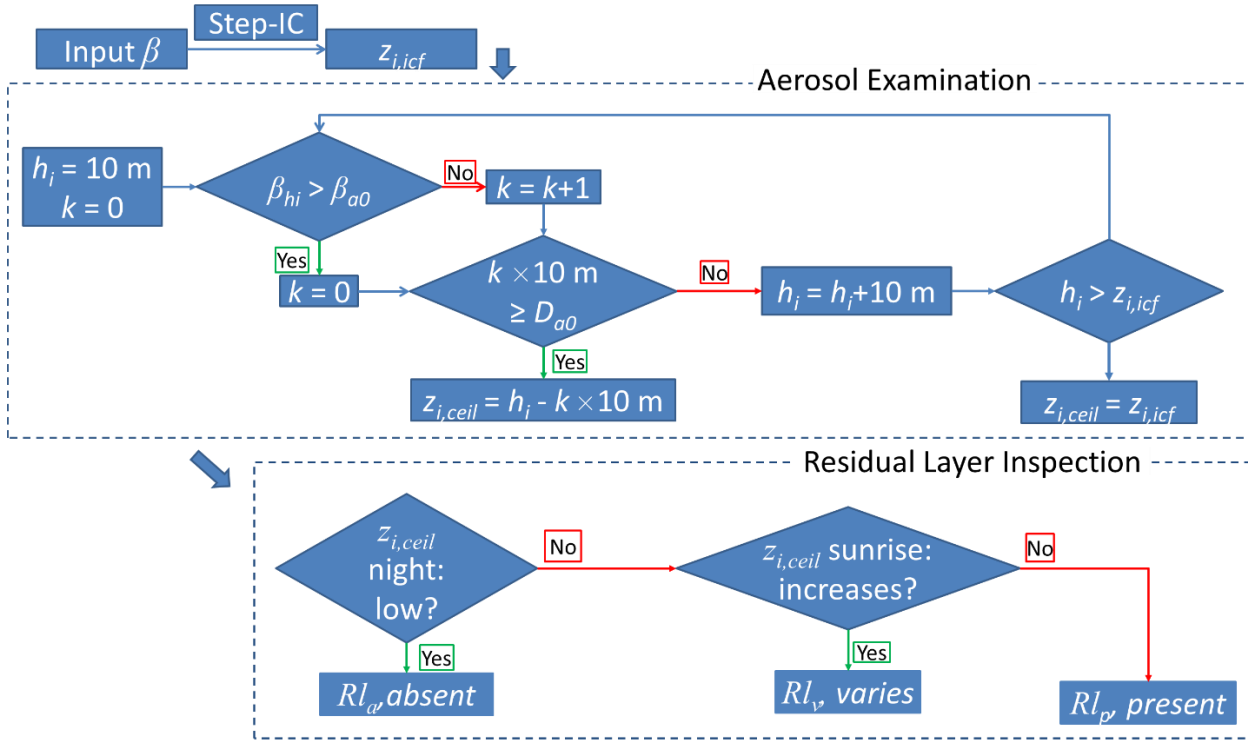 Step-IC
Input β
z_{i,icf}
Aerosol Examination
h_i = 10 m
k = 0
β_{hi} > β_{a0}
No
k = k+1
Yes
k = 0
k × 10 m
≥ D_{a0}
No
h_i = h_i+10 m
h_i > z_{i,icf}
Yes
z_{i,ceil} = h_i - k × 10 m
z_{i,ceil} = z_{i,icf}
Residual Layer Inspection
z_{i,ceil}
night:
low?
No
z_{i,ceil} sunrise:
increases?
No
Yes
Yes
Rl_a,absent
Rl_v, varies
Rl_p, present